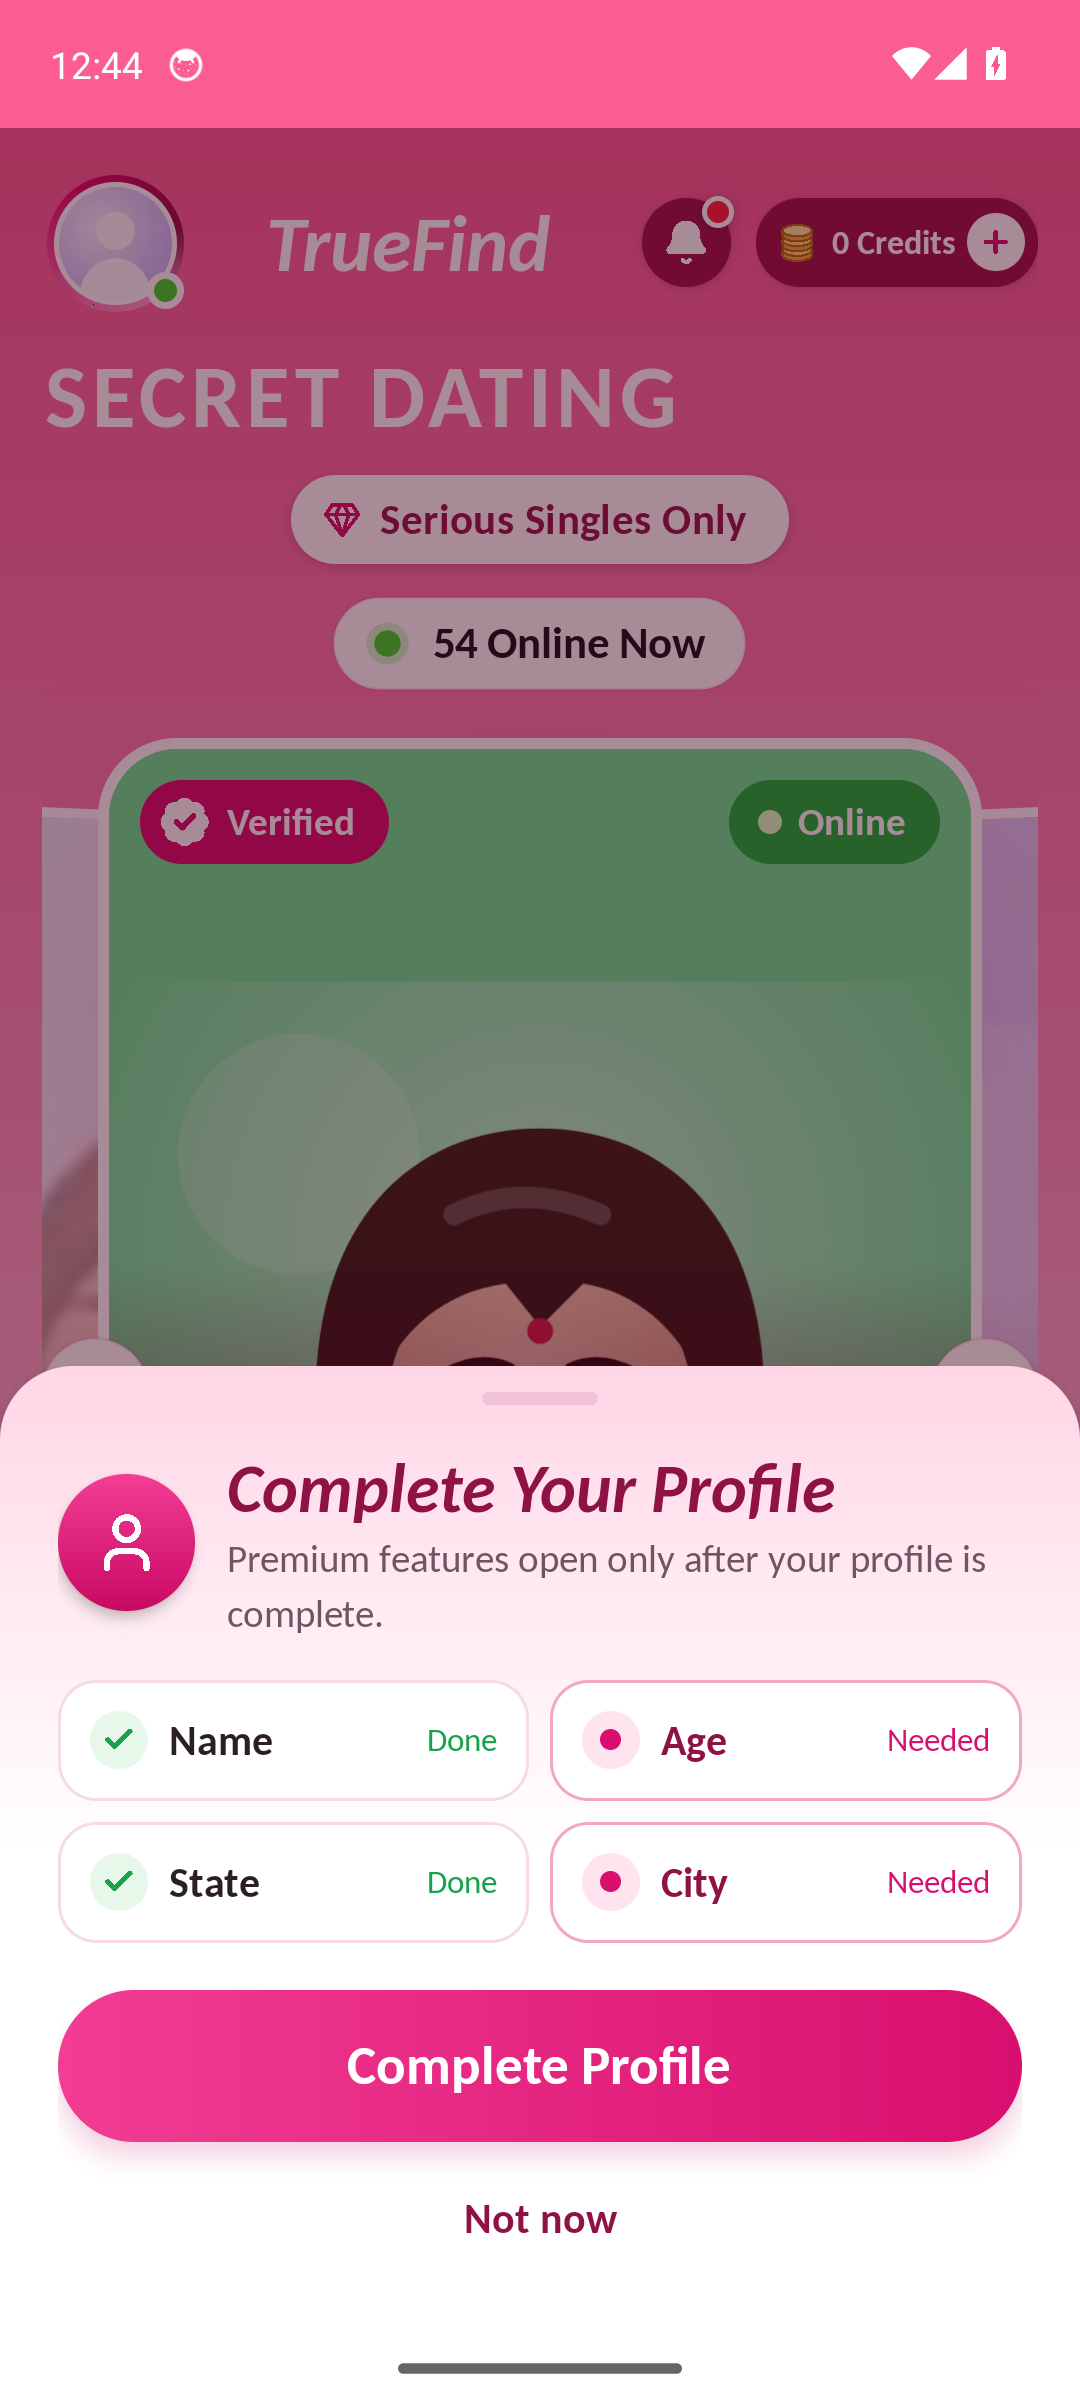 12:44
TrueFind
0 Credits
SECRET DATING
Serious Singles Only
54 Online Now
Verified
Online
Complete Your Profile
Premium features open only after your profile is
complete.
Name Done
Age Needed
State Done
City Needed
Complete Profile
Not now